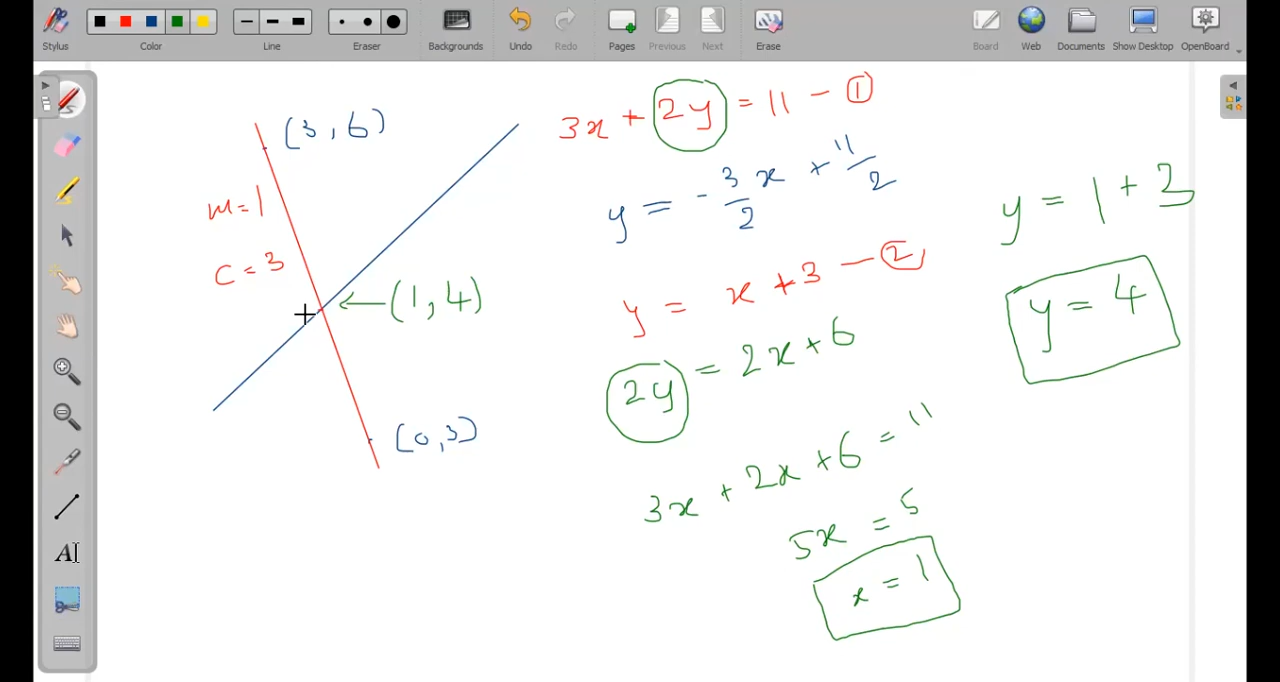 Stylus
Color
Line
Eraser
Backgrounds
Undo
Redo
Pages
Previous
Next
Erase
Board
Web
Documents
Show Desktop
OpenBoard
A
(3, 6)
m = 1
c = 3
(1, 4)
(0, 3)
3x + 2y = 11 - ①
y = -3/2 x + 11/2
y = x + 3 - ②
2y = 2x + 6
3x + 2x + 6 = 11
5x = 5
x = 1
y = 1 + 3
y = 4